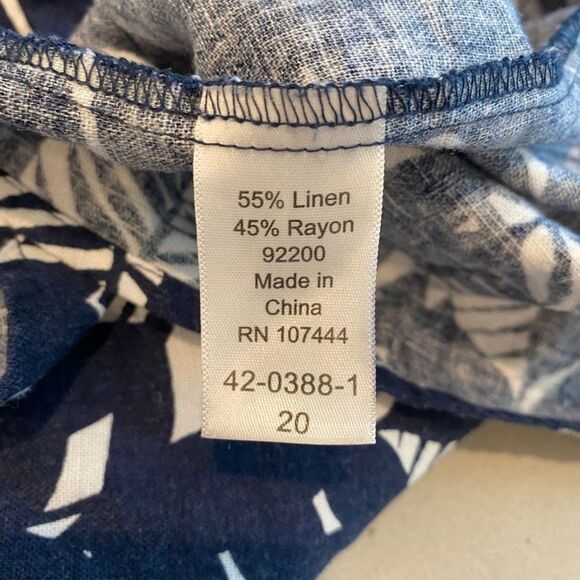 55% Linen
45% Rayon
92200
Made in
China
RN 107444
42-0388-1
20